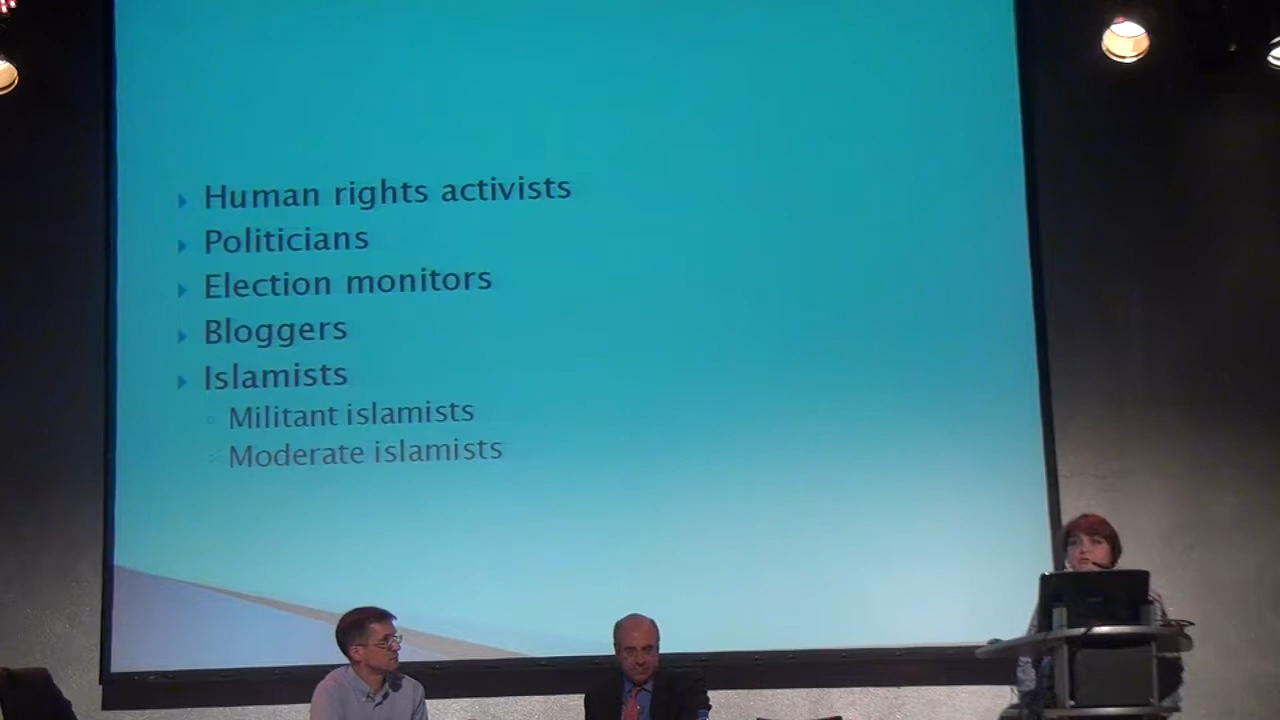 Human rights activists
Politicians
Election monitors
Bloggers
Islamists
Militant islamists
Moderate islamists